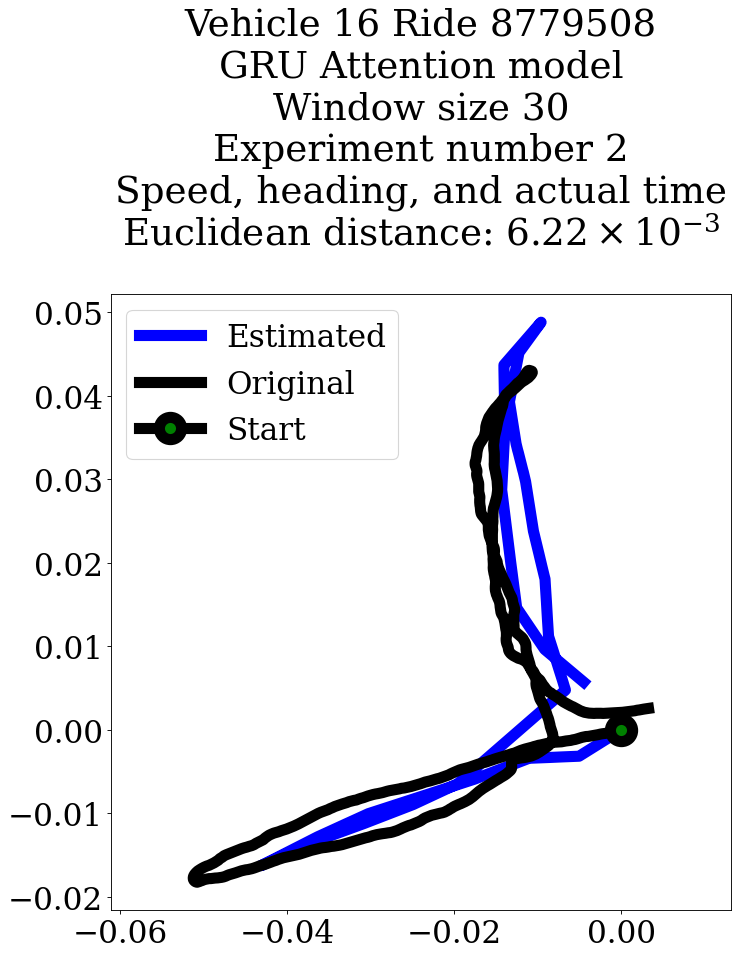 Vehicle 16 Ride 8779508
GRU Attention model
Window size 30
Experiment number 2
Speed, heading, and actual time
Euclidean distance: 6.22 × 10⁻³
Estimated
Original
Start
0.05
0.04
0.03
0.02
0.01
0.00
−0.01
−0.02
−0.06 −0.04 −0.02 0.00